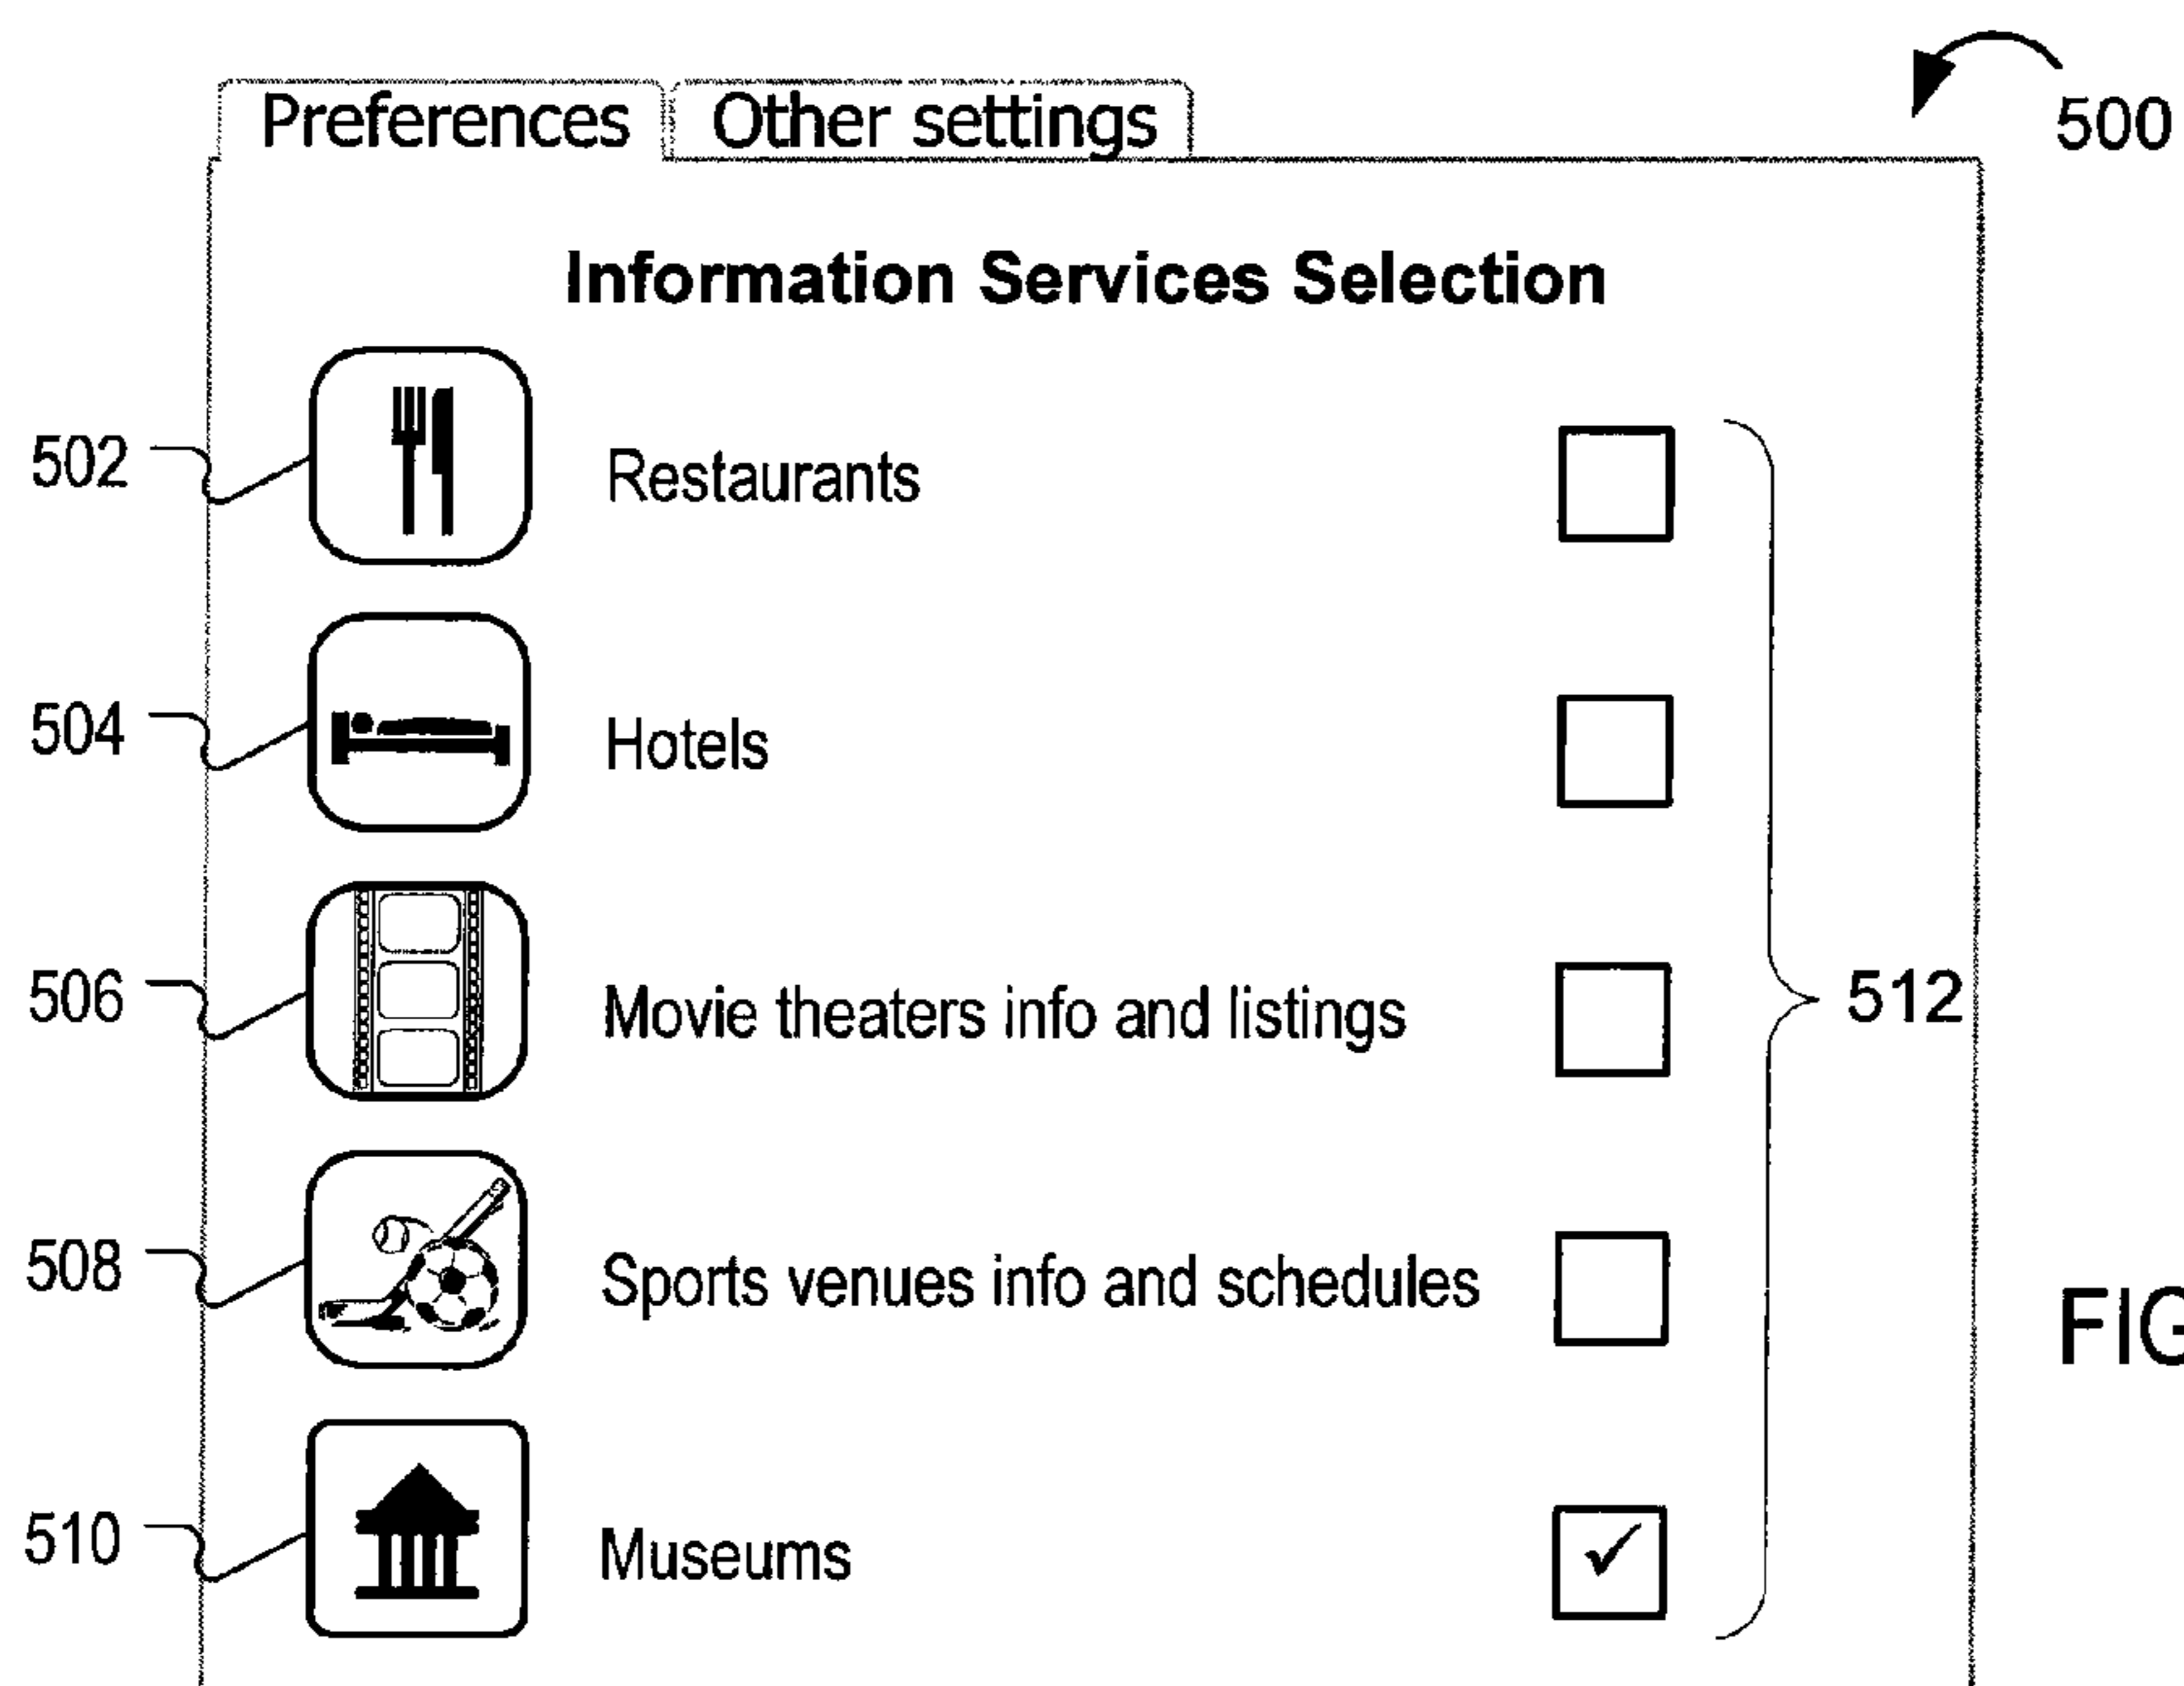 Preferences Other settings
500
Information Services Selection
502 Restaurants
504 Hotels
506 Movie theaters info and listings
512
508 Sports venues info and schedules
FIG
510 Museums